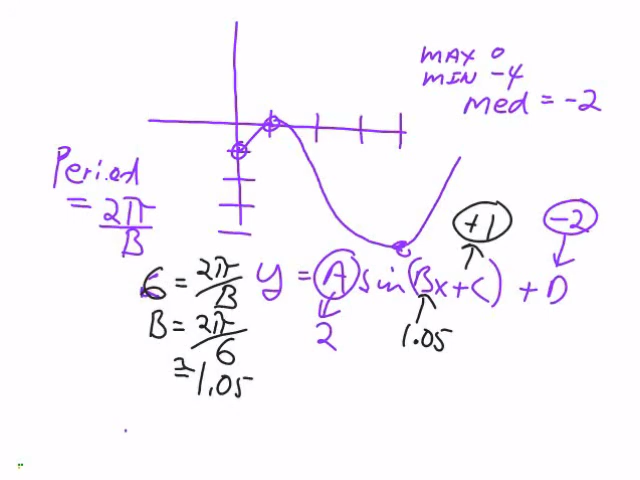 MAX 0
MIN -4
med = -2
Period
= 2π/B
+1
-2
6 = 2π/B
y = A sin(Bx + C) + D
B = 2π/6
2
1.05
≈ 1.05